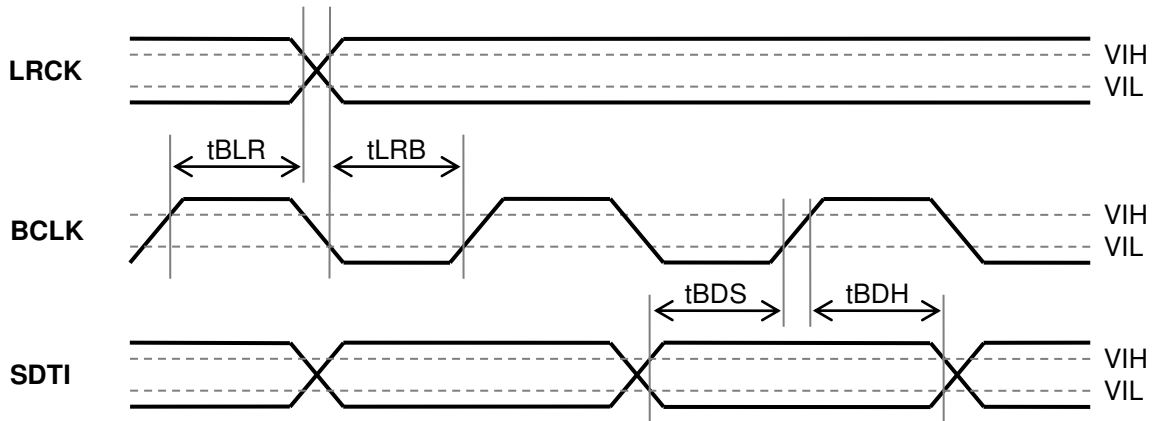 LRCK
VIH
VIL
tBLR
tLRB
BCLK
VIH
VIL
tBDS
tBDH
SDTI
VIH
VIL